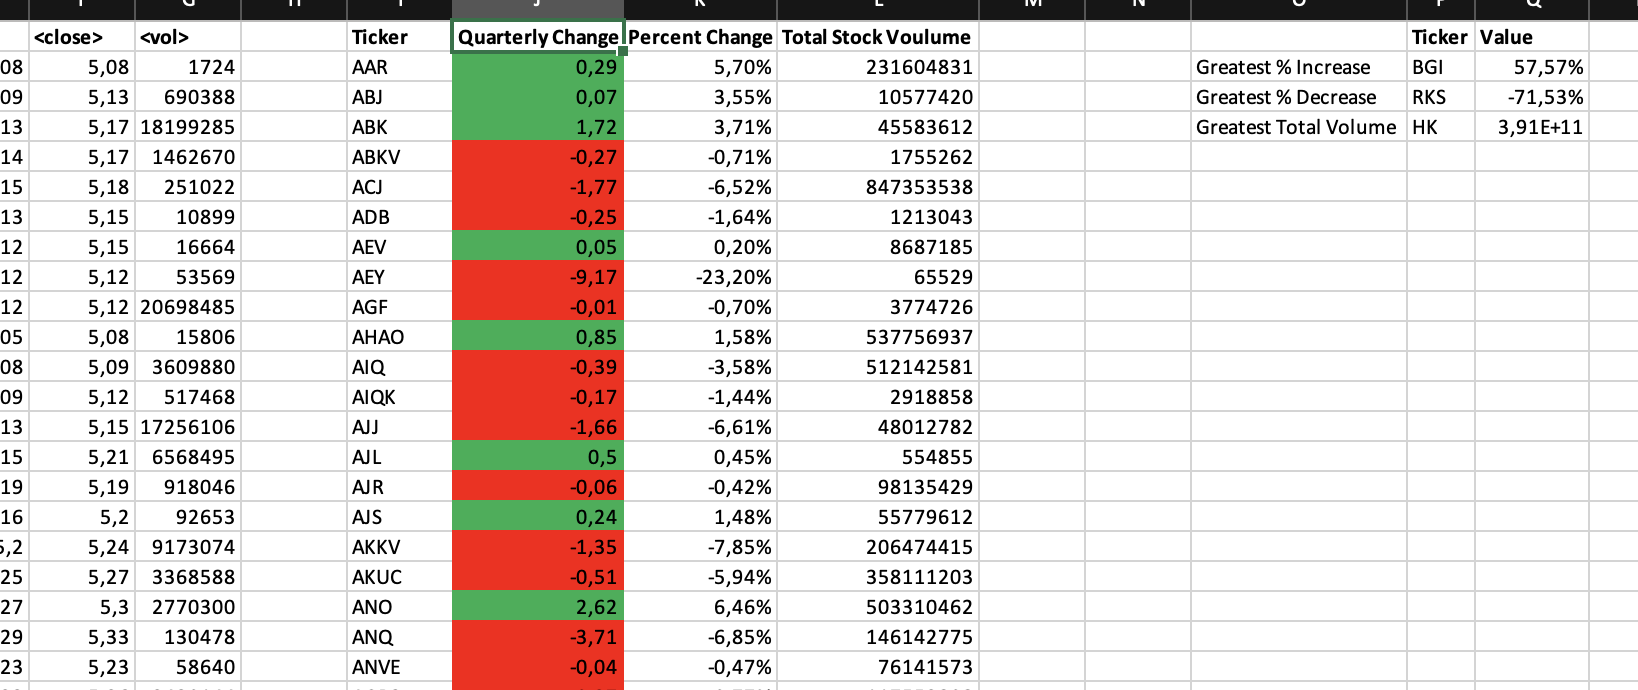 G H I J K L M N O P Q
<close> <vol> Ticker Quarterly Change Percent Change Total Stock Voulume Ticker Value
08 5,08 1724 AAR 0,29 5,70% 231604831 Greatest % Increase BGI 57,57%
09 5,13 690388 ABJ 0,07 3,55% 10577420 Greatest % Decrease RKS -71,53%
13 5,17 18199285 ABK 1,72 3,71% 45583612 Greatest Total Volume HK 3,91E+11
14 5,17 1462670 ABKV -0,27 -0,71% 1755262
15 5,18 251022 ACJ -1,77 -6,52% 847353538
13 5,15 10899 ADB -0,25 -1,64% 1213043
12 5,15 16664 AEV 0,05 0,20% 8687185
12 5,12 53569 AEY -9,17 -23,20% 65529
12 5,12 20698485 AGF -0,01 -0,70% 3774726
05 5,08 15806 AHAO 0,85 1,58% 537756937
08 5,09 3609880 AIQ -0,39 -3,58% 512142581
09 5,12 517468 AIQK -0,17 -1,44% 2918858
13 5,15 17256106 AJJ -1,66 -6,61% 48012782
15 5,21 6568495 AJL 0,5 0,45% 554855
19 5,19 918046 AJR -0,06 -0,42% 98135429
16 5,2 92653 AJS 0,24 1,48% 55779612
5,2 5,24 9173074 AKKV -1,35 -7,85% 206474415
25 5,27 3368588 AKUC -0,51 -5,94% 358111203
27 5,3 2770300 ANO 2,62 6,46% 503310462
29 5,33 130478 ANQ -3,71 -6,85% 146142775
23 5,23 58640 ANVE -0,04 -0,47% 76141573